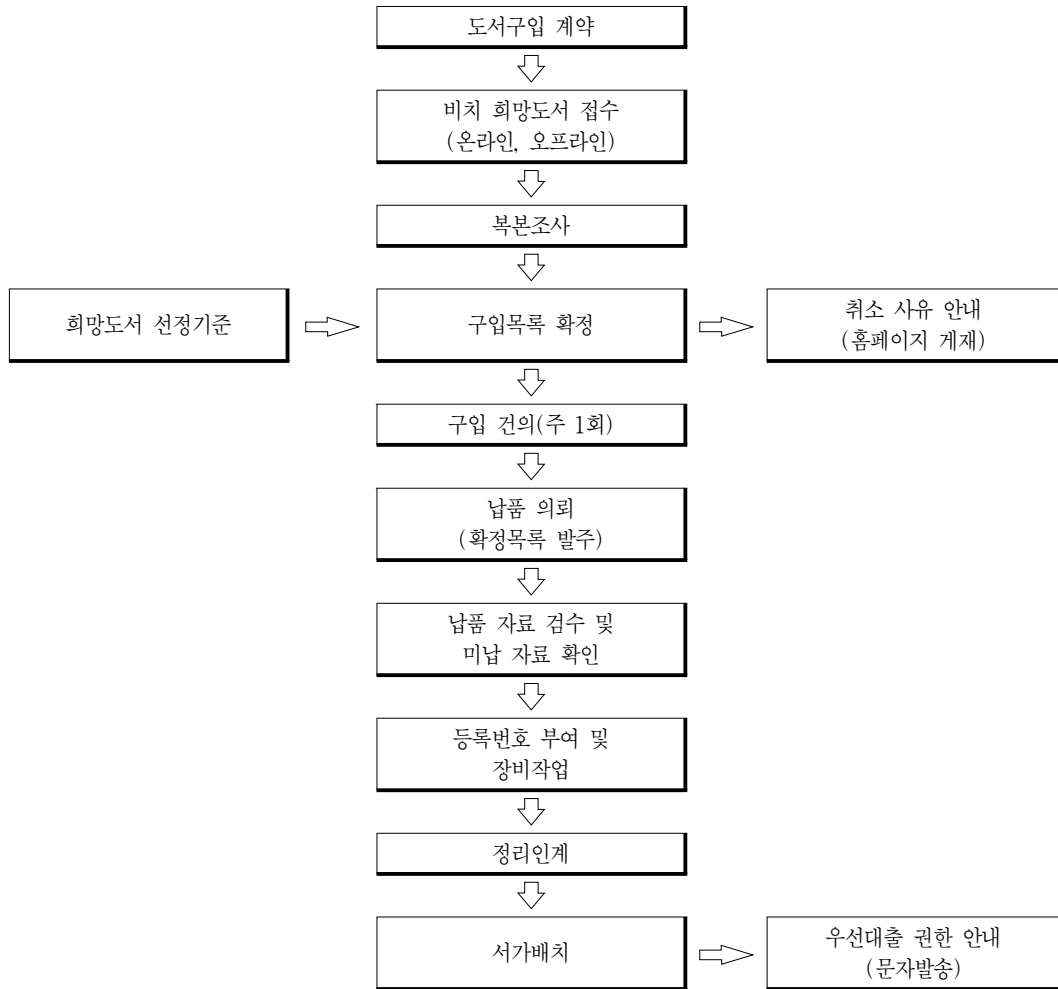 도서구입 계약
비치 희망도서 접수
(온라인, 오프라인)
복본조사
희망도서 선정기준
구입목록 확정
취소 사유 안내
(홈페이지 게재)
구입 건의(주 1회)
납품 의뢰
(확정목록 발주)
납품 자료 검수 및
미납 자료 확인
등록번호 부여 및
장비작업
정리인계
서가배치
우선대출 권한 안내
(문자발송)